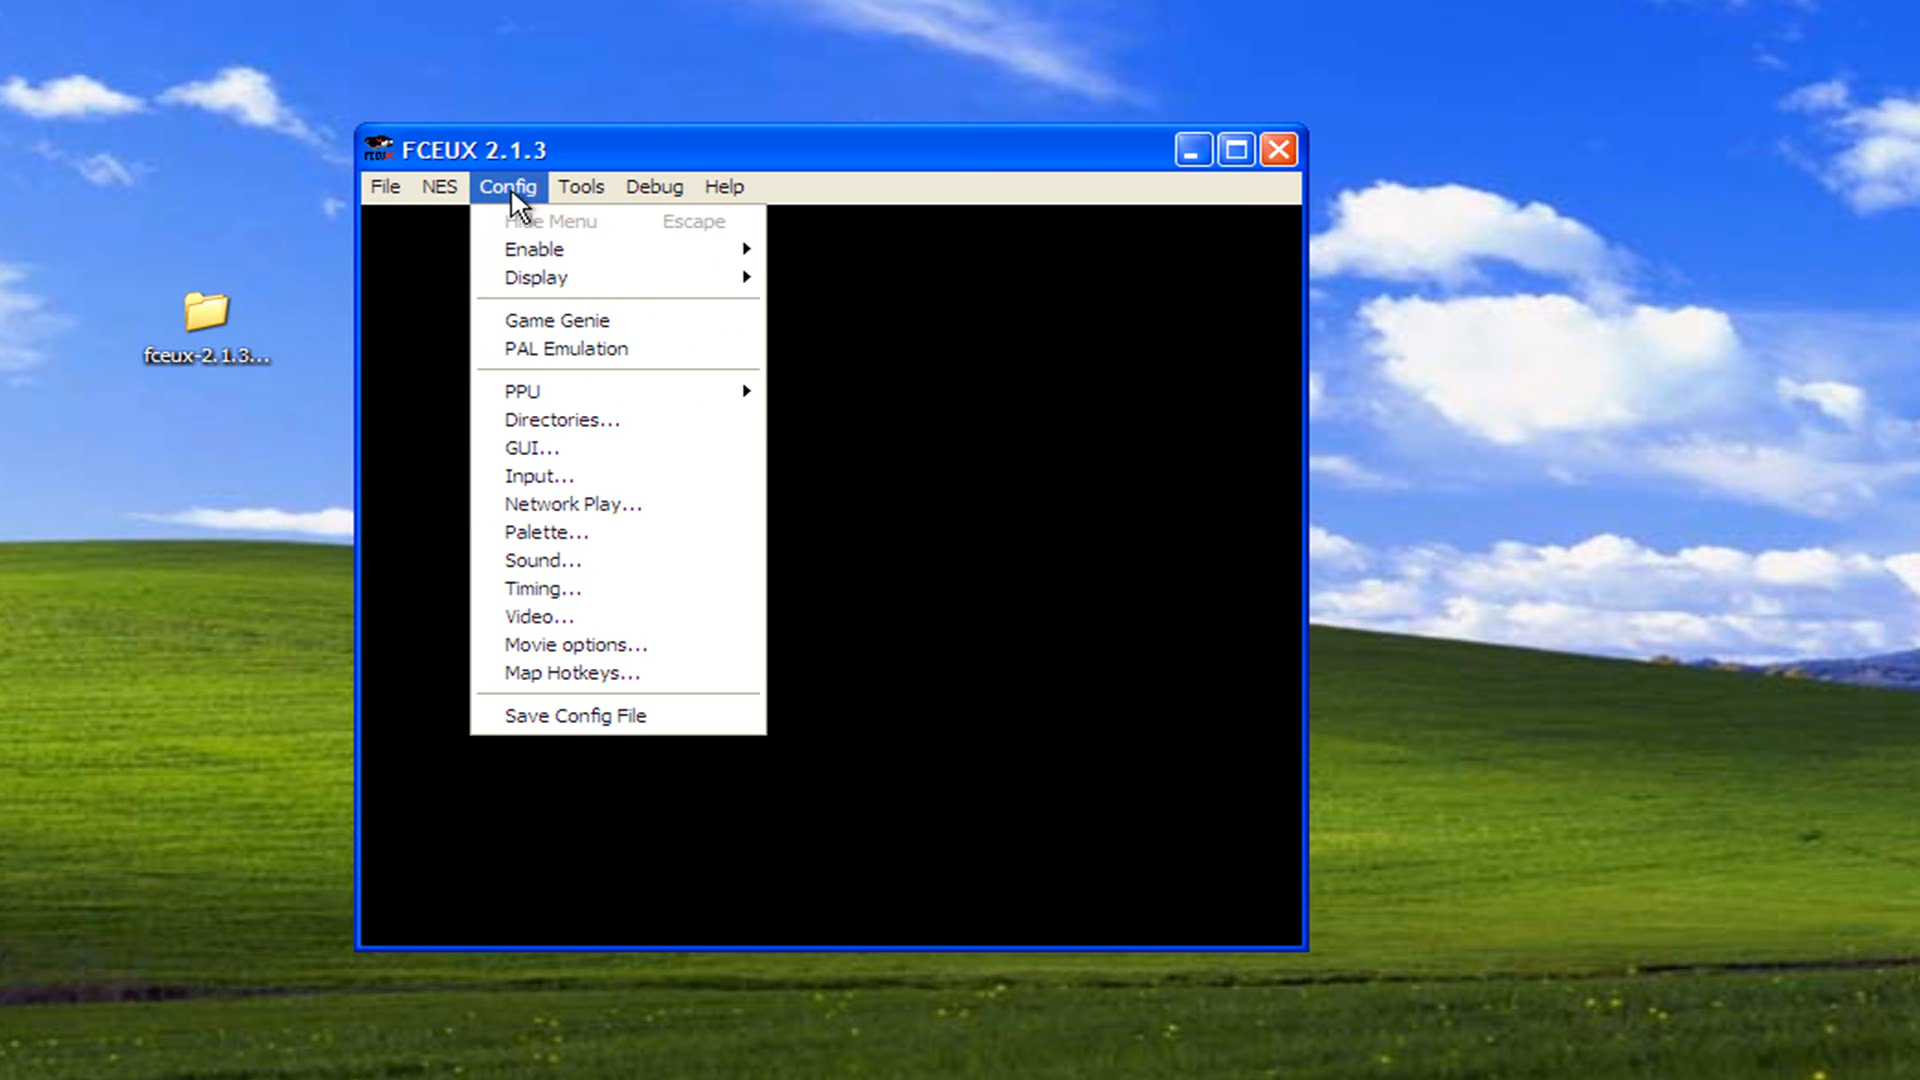 FCEUX 2.1.3
File NES Config Tools Debug Help
Hide Menu Escape
Enable
Display
Game Genie
PAL Emulation
PPU
Directories...
GUI...
Input...
Network Play...
Palette...
Sound...
Timing...
Video...
Movie options...
Map Hotkeys...
Save Config File
fceux-2.1.3...